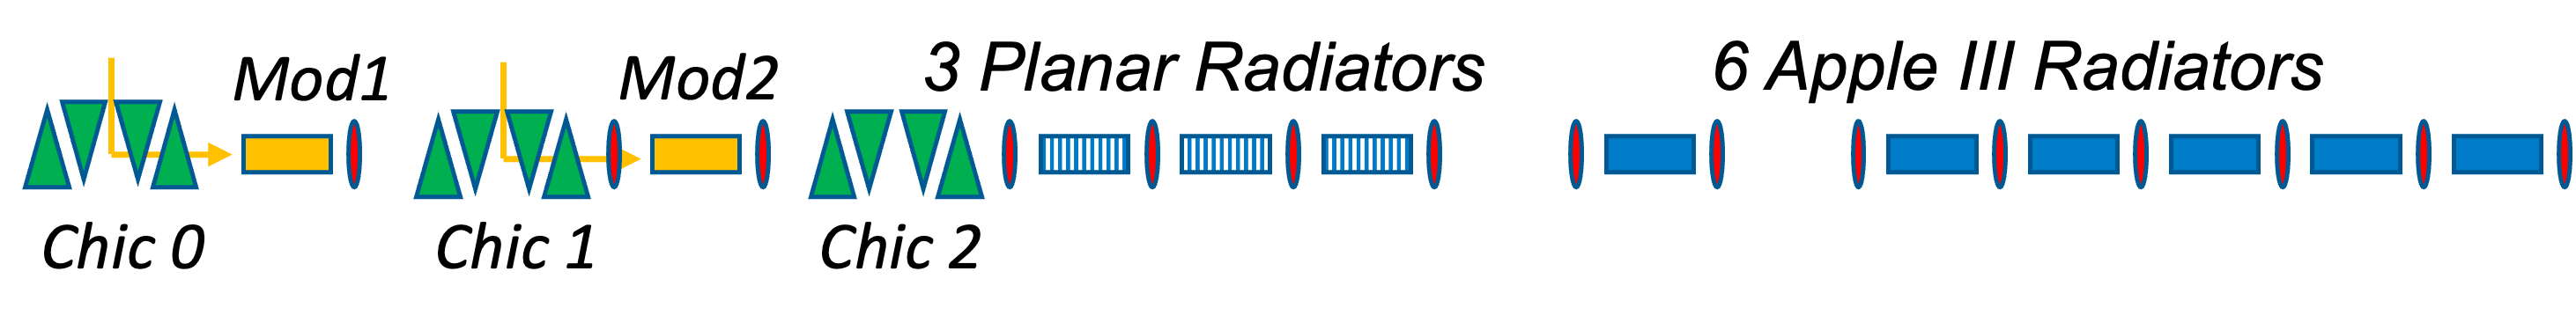 Mod1
Mod2
3 Planar Radiators
6 Apple III Radiators
Chic 0
Chic 1
Chic 2